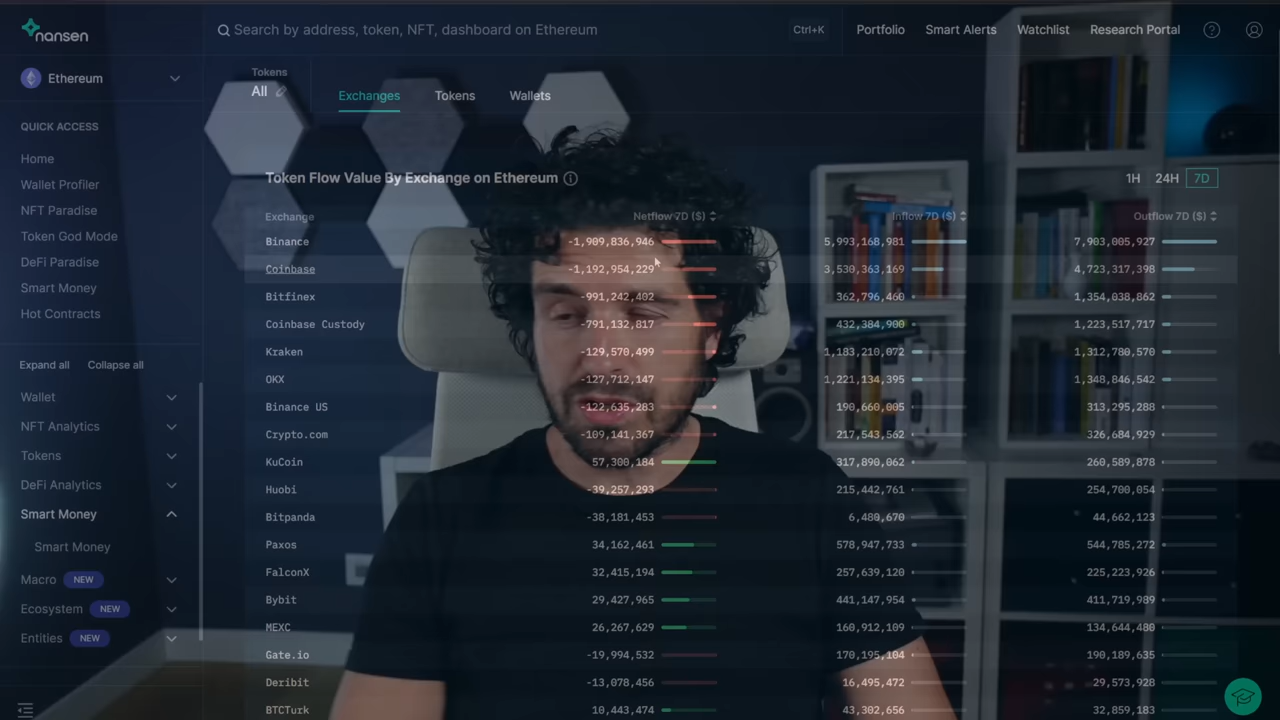 nansen
Search by address, token, NFT, dashboard on Ethereum
Ctrl+K
Portfolio Smart Alerts Watchlist Research Portal ?
Ethereum
Tokens
All
Exchanges Tokens Wallets
QUICK ACCESS
Home
Wallet Profiler
NFT Paradise
Token God Mode
DeFi Paradise
Smart Money
Hot Contracts
Expand all Collapse all
Wallet
NFT Analytics
Tokens
DeFi Analytics
Smart Money
Smart Money
Macro NEW
Ecosystem NEW
Entities NEW
Token Flow Value By Exchange on Ethereum
1H 24H 7D
Exchange Netflow 7D ($) Inflow 7D ($) Outflow 7D ($)
Binance -1,909,836,946 5,993,168,981 7,903,005,927
Coinbase -1,192,954,229 3,530,363,169 4,723,317,398
Bitfinex -991,242,402 362,796,460 1,354,038,862
Coinbase Custody -791,132,817 432,384,900 1,223,517,717
Kraken -129,570,499 1,183,210,072 1,312,780,570
OKX -127,712,147 1,221,134,395 1,348,846,542
Binance US -122,635,283 190,660,005 313,295,288
Crypto.com -109,141,367 217,543,562 326,684,929
KuCoin 57,300,184 317,890,062 260,589,878
Huobi -39,257,293 215,442,761 254,700,054
Bitpanda -38,181,453 6,480,670 44,662,123
Paxos 34,162,461 578,947,733 544,785,272
FalconX 32,415,194 257,639,120 225,223,926
Bybit 29,427,965 441,147,954 411,719,989
MEXC 26,267,629 160,912,109 134,644,480
Gate.io -19,994,532 170,195,104 190,189,635
Deribit -13,078,456 16,495,472 29,573,928
BTCTurk 10,443,474 43,302,656 32,859,183